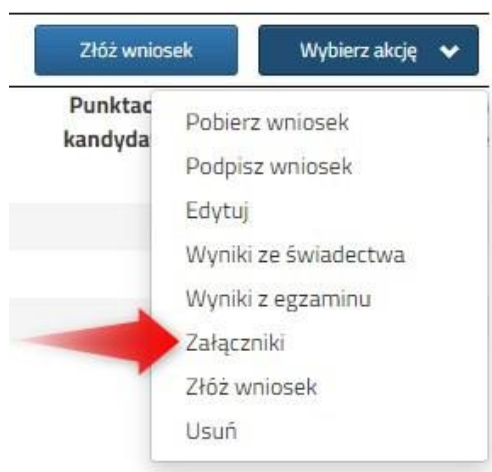 Złóż wniosek
Wybierz akcję
Punktac
kandyda
Pobierz wniosek
Podpisz wniosek
Edytuj
Wyniki ze świadectwa
Wyniki z egzaminu
Załączniki
Złóż wniosek
Usuń